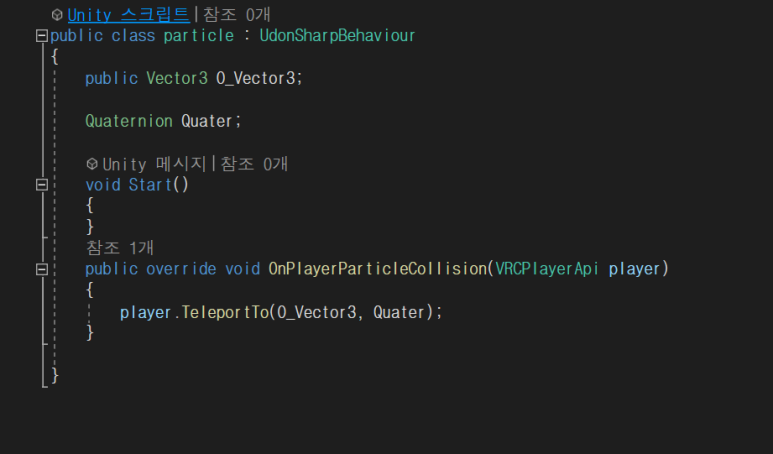 Unity 스크립트|참조 0개
public class particle : UdonSharpBehaviour
{
public Vector3 O_Vector3;
Quaternion Quater;
Unity 메시지|참조 0개
void Start()
{
}
참조 1개
public override void OnPlayerParticleCollision(VRCPlayerApi player)
{
player.TeleportTo(O_Vector3, Quater);
}
}